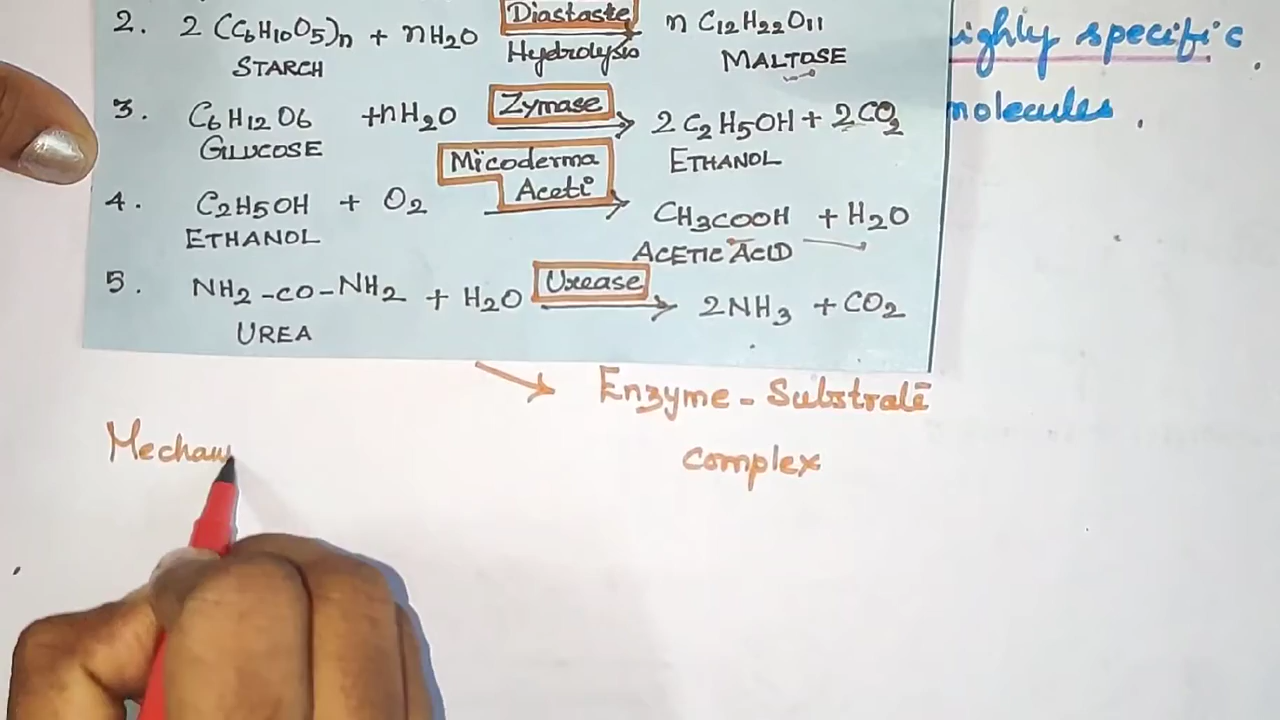 2. 2 (C6H10O5)n + nH2O Diastaste n C12H22O11
Hydrolysis
STARCH MALTOSE
ighly specific.
molecules.
3. C6H12O6 +nH2O Zymase 2 C2H5OH + 2CO2
GLUCOSE ETHANOL
Micoderma
Aceti
4. C2H5OH + O2 CH3COOH + H2O
ETHANOL ACETIC ACID
5. NH2-CO-NH2 + H2O Urease 2NH3 + CO2
UREA
Enzyme - Substrate
complex
Mechan